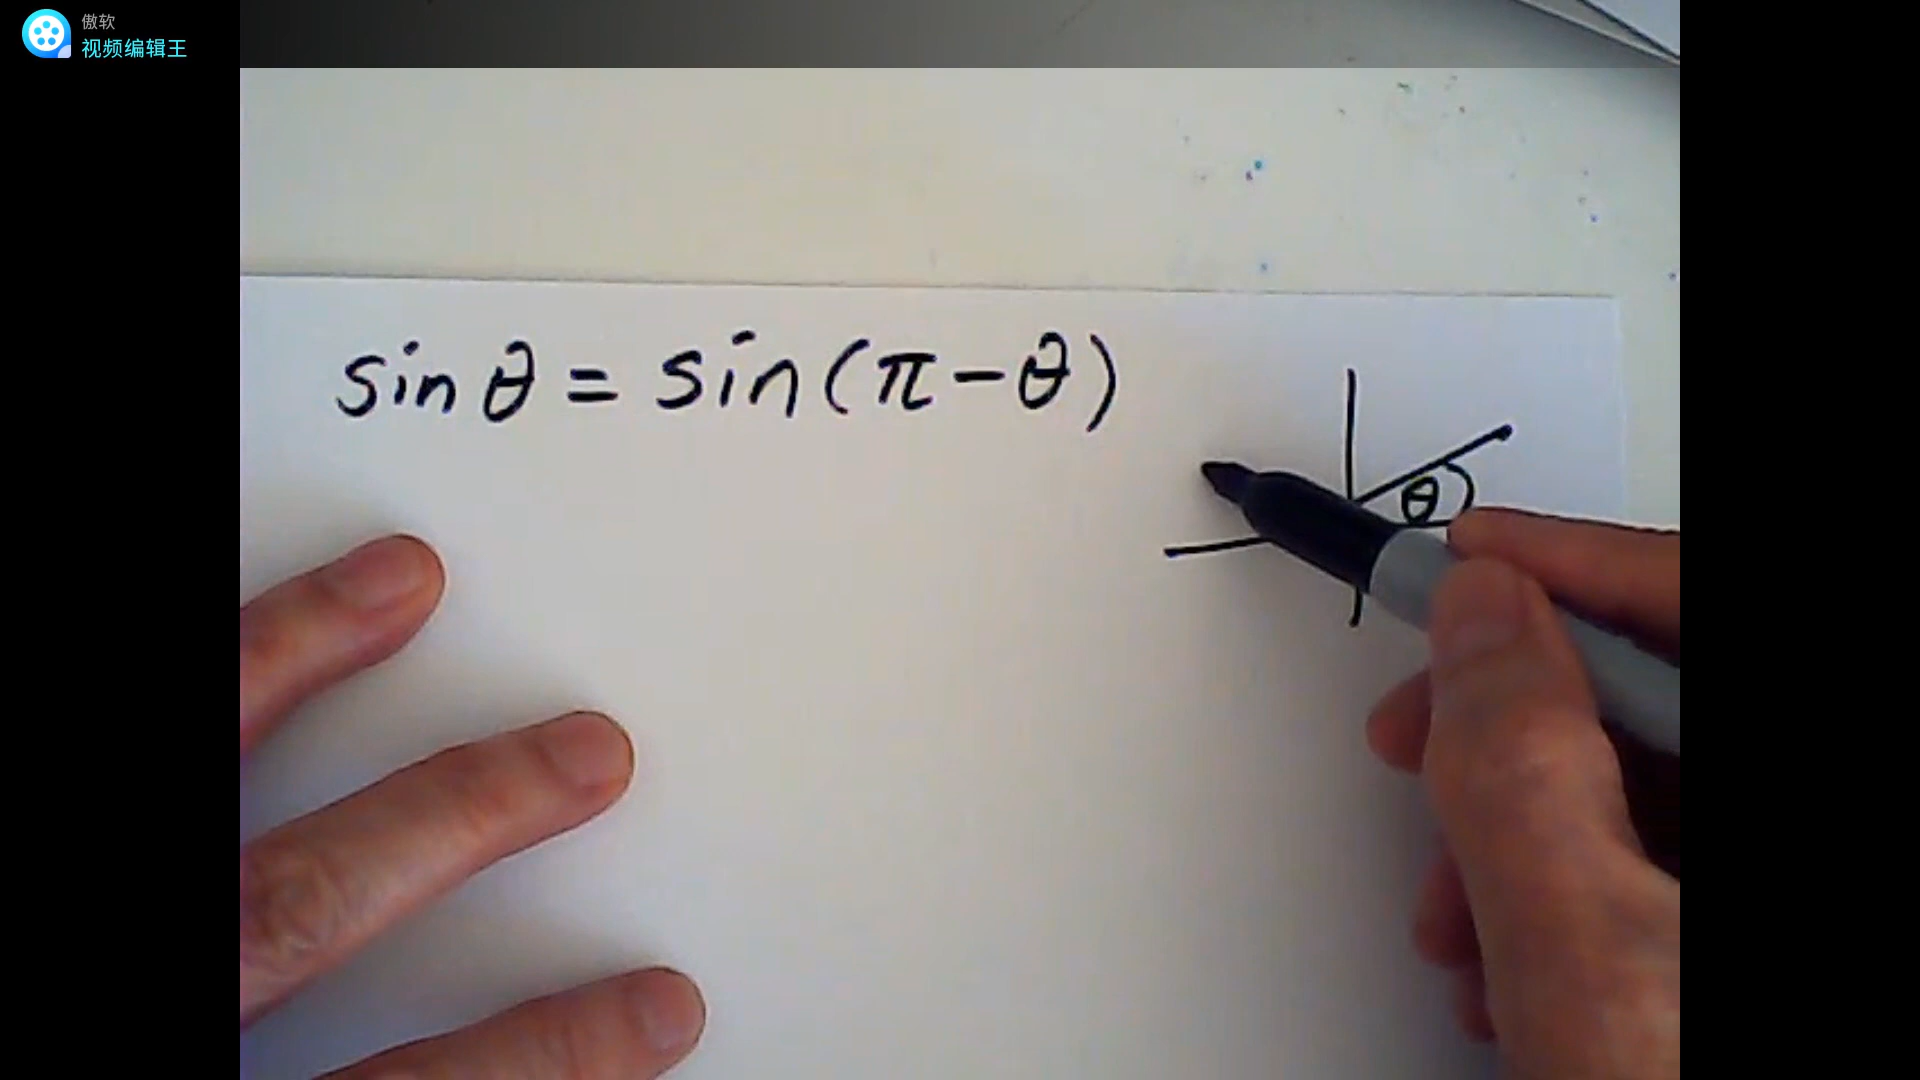 傲软
视频编辑王
sin θ = sin(π-θ)
θ